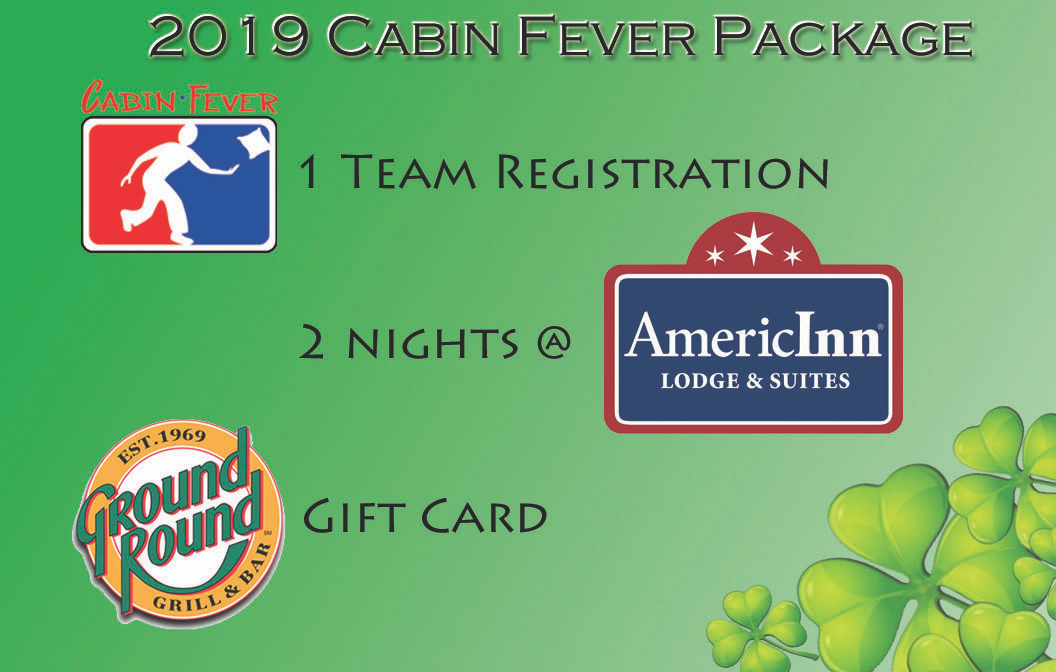 2019 Cabin Fever Package
Cabin·Fever
1 Team Registration
2 nights @
AmericInn®
LODGE & SUITES
EST. 1969
Ground
Round
GRILL & BAR
SM
Gift Card